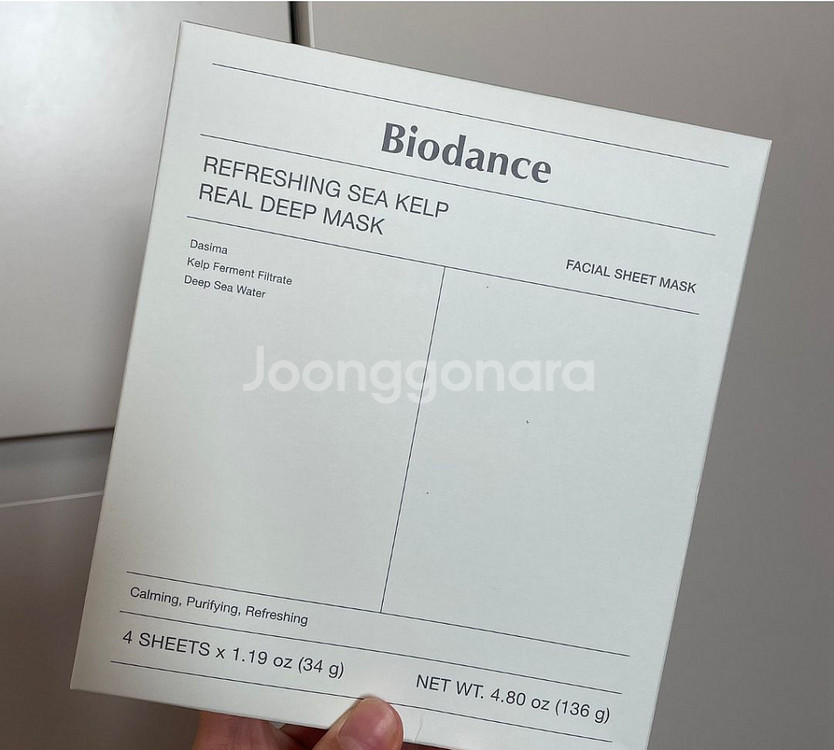 Biodance
REFRESHING SEA KELP
REAL DEEP MASK
FACIAL SHEET MASK
Dasima
Kelp Ferment Filtrate
Deep Sea Water
Joonggonara
Calming, Purifying, Refreshing
4 SHEETS x 1.19 oz (34 g)
NET WT. 4.80 oz (136 g)